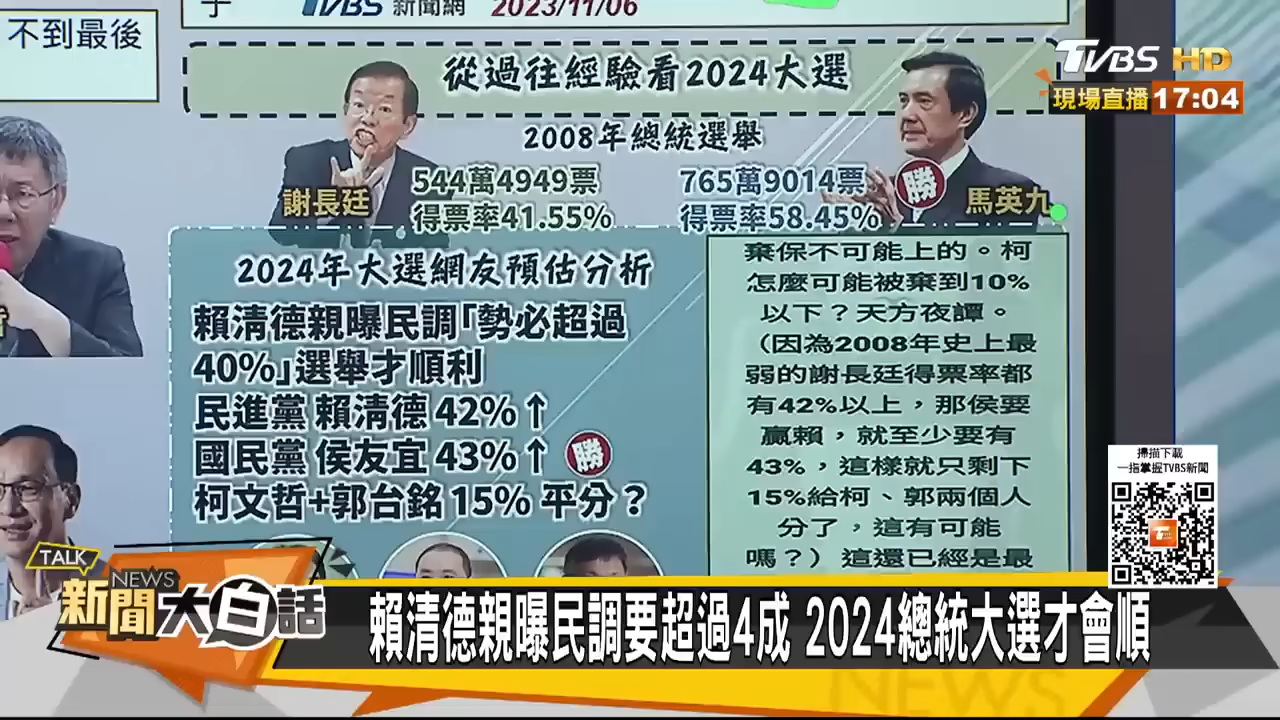 不到最後
于 TVBS 新聞網 2023/11/06
TVBS HD
現場直播 17:04
從過往經驗看2024大選
2008年總統選舉
謝長廷
544萬4949票
得票率41.55%
765萬9014票
得票率58.45%
勝
馬英九
2024年大選網友預估分析
賴清德親曝民調「勢必超過
40%」選舉才順利
民進黨 賴清德 42%↑
國民黨 侯友宜 43%↑ 勝
柯文哲+郭台銘 15% 平分？
棄保不可能上的。柯
怎麼可能被棄到10%
以下？天方夜譚。
（因為2008年史上最
弱的謝長廷得票率都
有42%以上，那侯要
贏賴，就至少要有
43%，這樣就只剩下
15%給柯、郭兩個人
分了，這有可能
嗎？）這還已經是最
掃描下載
一指掌握TVBS新聞
TALK
NEWS
新聞大白話
賴清德親曝民調要超過4成 2024總統大選才會順
NEWS